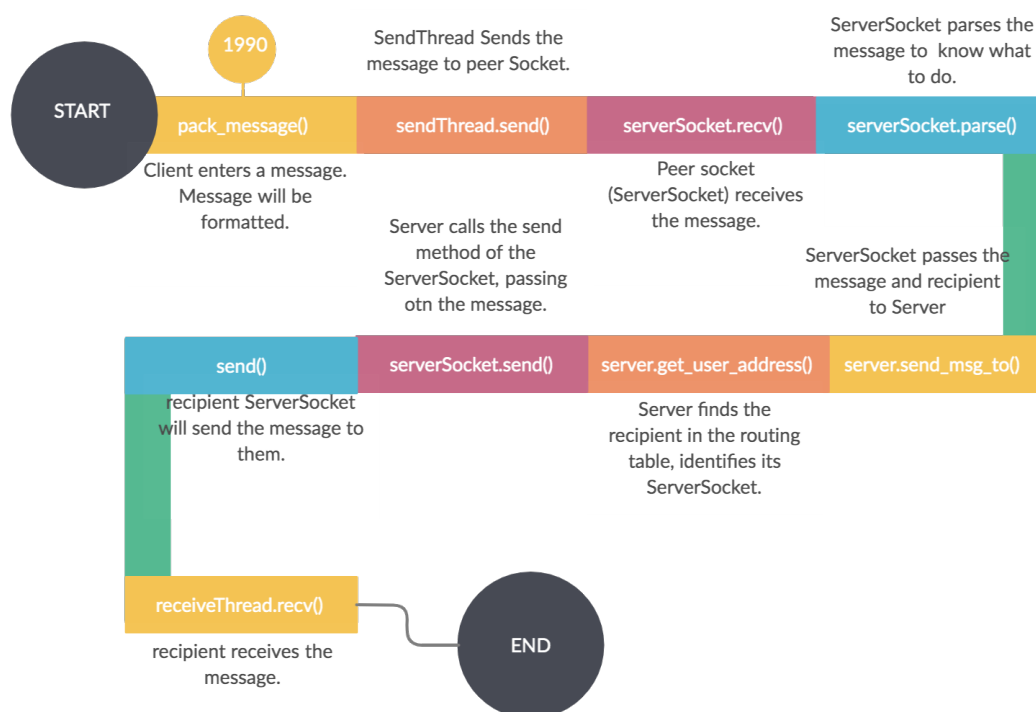 1990
START
pack_message()
Client enters a message.
Message will be
formatted.
SendThread Sends the
message to peer Socket.
sendThread.send()
serverSocket.recv()
Peer socket
(ServerSocket) receives
the message.
ServerSocket parses the
message to know what
to do.
serverSocket.parse()
ServerSocket passes the
message and recipient
to Server
server.send_msg_to()
server.get_user_address()
Server finds the
recipient in the routing
table, identifies its
ServerSocket.
Server calls the send
method of the
ServerSocket, passing
otn the message.
serverSocket.send()
send()
recipient ServerSocket
will send the message to
them.
receiveThread.recv()
recipient receives the
message.
END